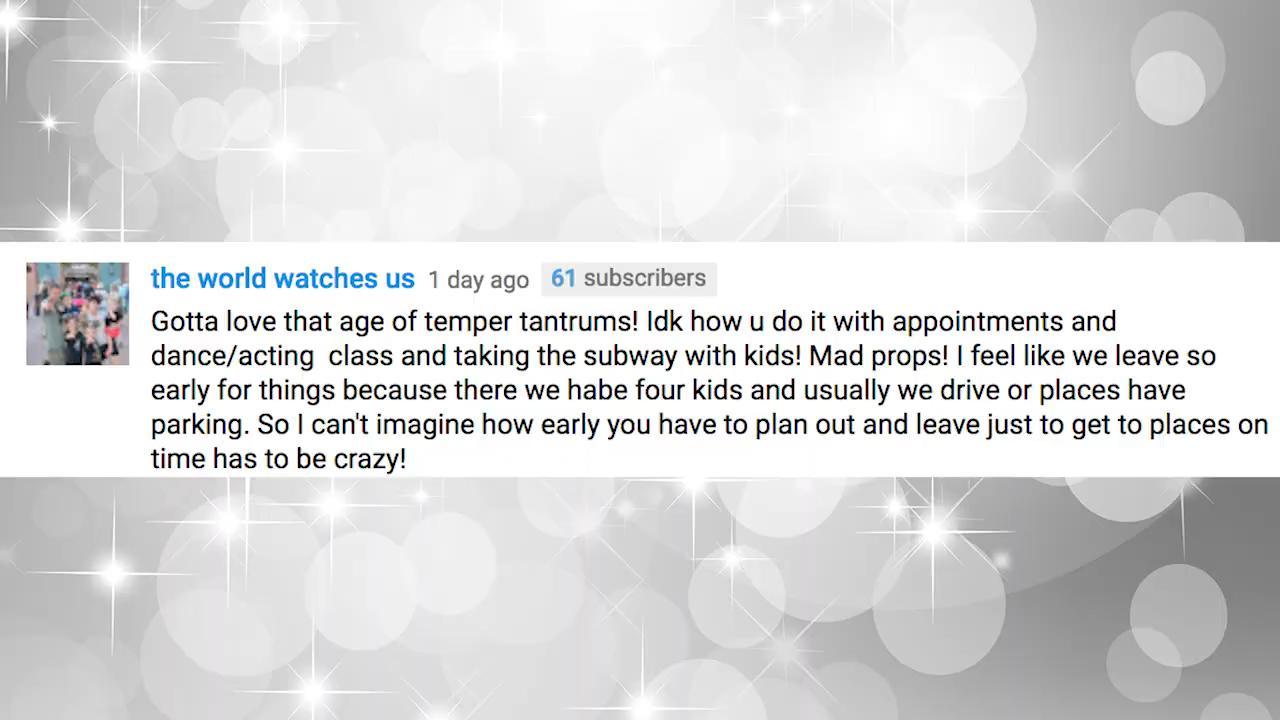 the world watches us 1 day ago 61 subscribers
Gotta love that age of temper tantrums! Idk how u do it with appointments and
dance/acting  class and taking the subway with kids! Mad props! I feel like we leave so
early for things because there we habe four kids and usually we drive or places have
parking. So I can't imagine how early you have to plan out and leave just to get to places on
time has to be crazy!